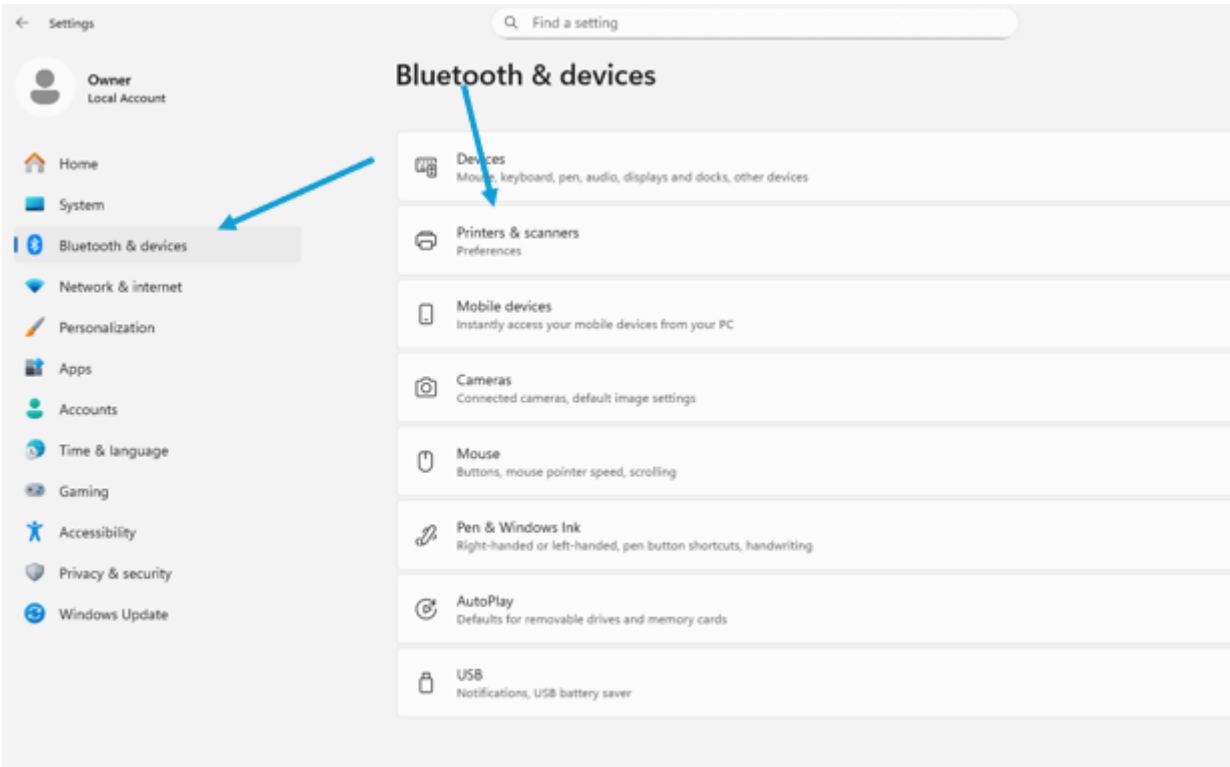 Settings
Find a setting
Owner
Local Account
Home
System
Bluetooth & devices
Network & internet
Personalization
Apps
Accounts
Time & language
Gaming
Accessibility
Privacy & security
Windows Update
Bluetooth & devices
Devices
Mouse, keyboard, pen, audio, displays and docks, other devices
Printers & scanners
Preferences
Mobile devices
Instantly access your mobile devices from your PC
Cameras
Connected cameras, default image settings
Mouse
Buttons, mouse pointer speed, scrolling
Pen & Windows Ink
Right-handed or left-handed, pen button shortcuts, handwriting
AutoPlay
Defaults for removable drives and memory cards
USB
Notifications, USB battery saver